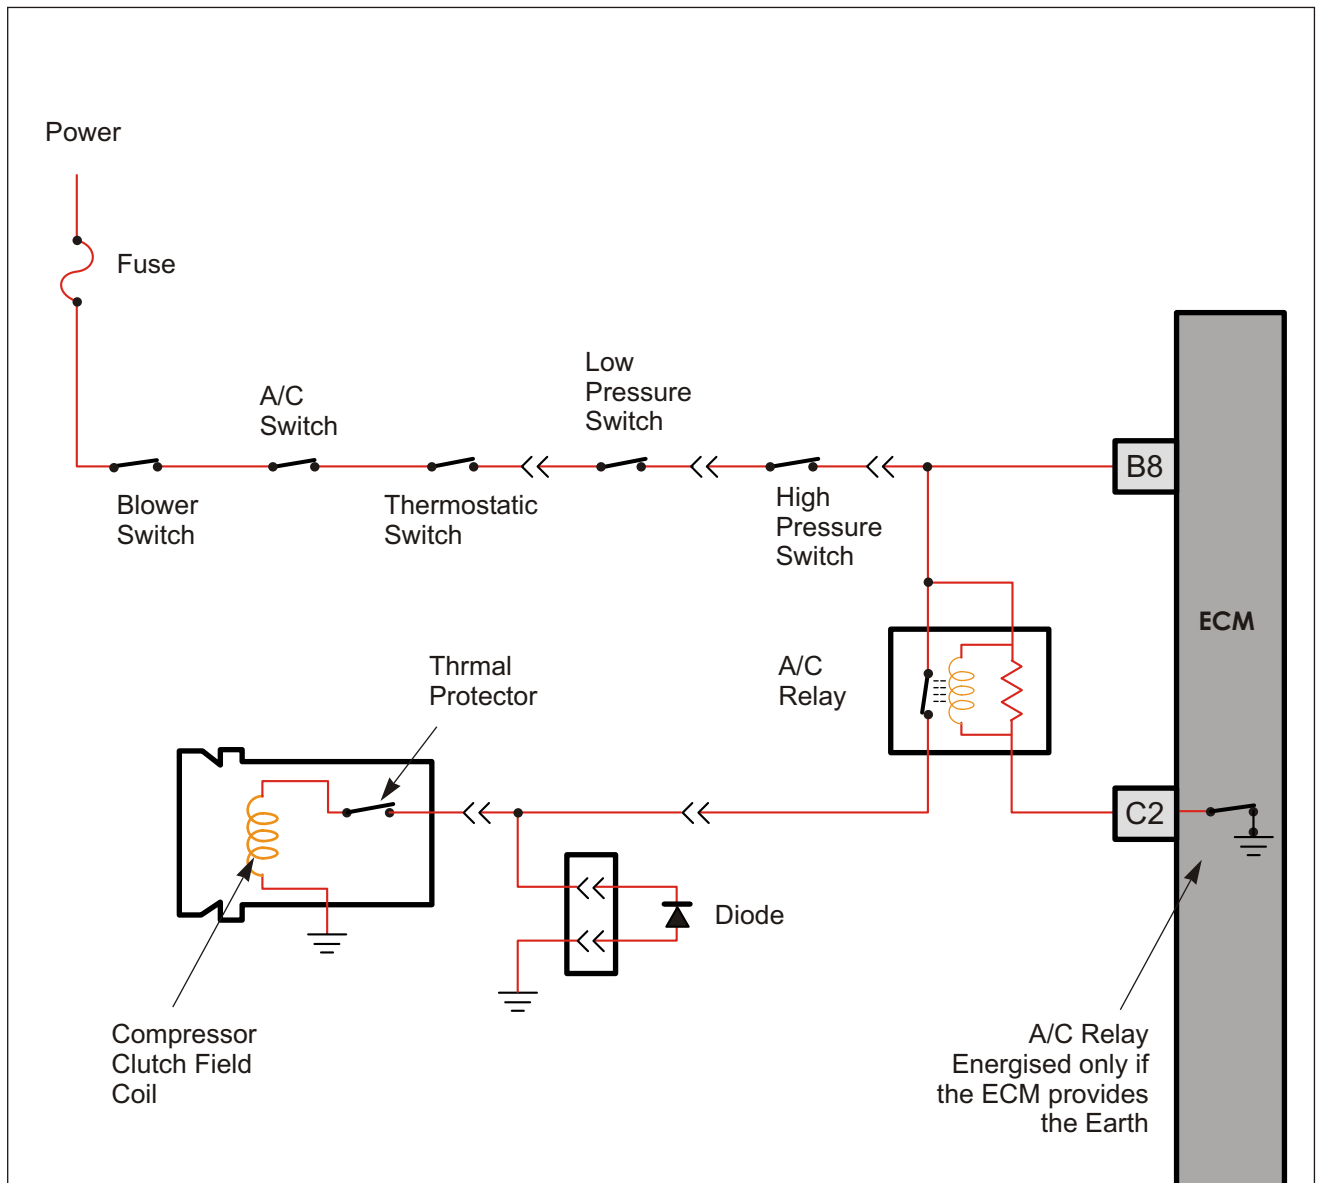 Power
Fuse
A/C
Switch
Low
Pressure
Switch
Blower
Switch
Thermostatic
Switch
High
Pressure
Switch
B8
ECM
A/C
Relay
Thrmal
Protector
C2
Diode
Compressor
Clutch Field
Coil
A/C Relay
Energised only if
the ECM provides
the Earth